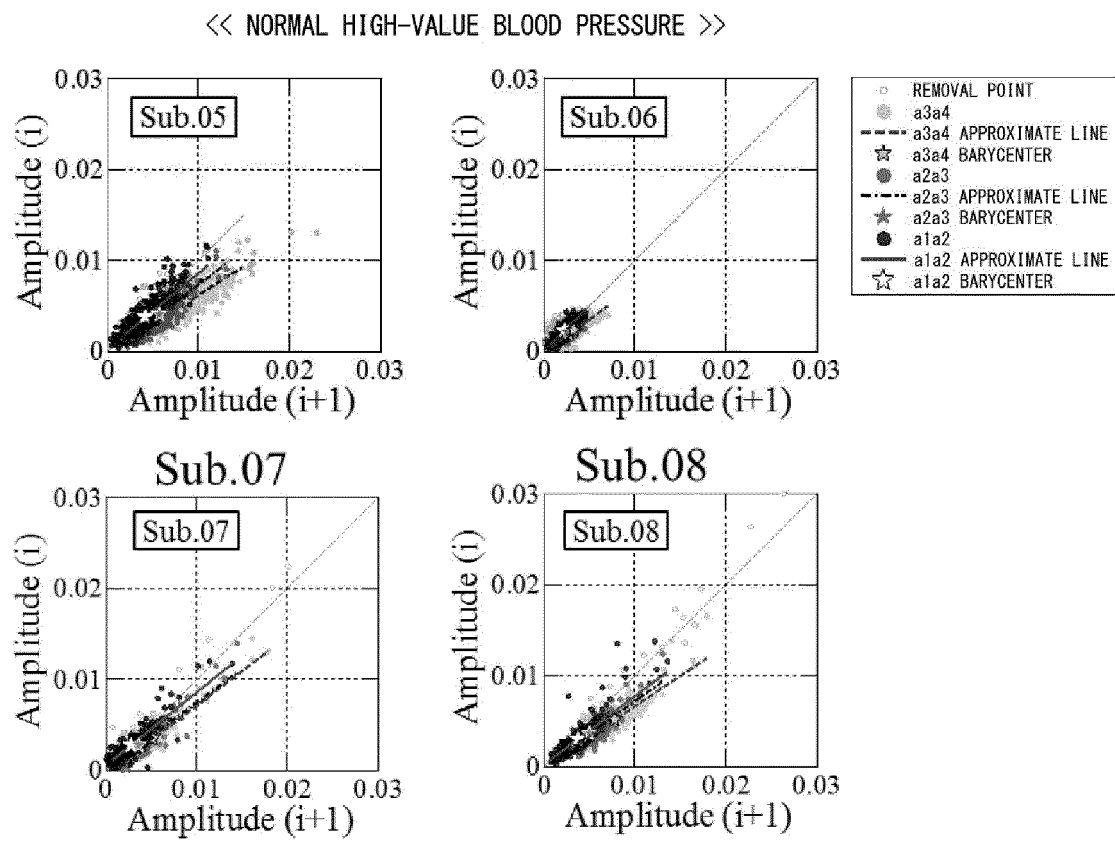 << NORMAL HIGH-VALUE BLOOD PRESSURE >>
0.03
Sub.05
0.02
Amplitude (i)
0.01
0
0 0.01 0.02 0.03
Amplitude (i+1)
0.03
Sub.06
0.02
Amplitude (i)
0.01
0
0 0.01 0.02 0.03
Amplitude (i+1)
REMOVAL POINT
a3a4
a3a4 APPROXIMATE LINE
a3a4 BARYCENTER
a2a3
a2a3 APPROXIMATE LINE
a2a3 BARYCENTER
a1a2
a1a2 APPROXIMATE LINE
a1a2 BARYCENTER
Sub.07
0.03
Sub.07
0.02
Amplitude (i)
0.01
0
0 0.01 0.02 0.03
Amplitude (i+1)
Sub.08
0.03
Sub.08
0.02
Amplitude (i)
0.01
0
0 0.01 0.02 0.03
Amplitude (i+1)